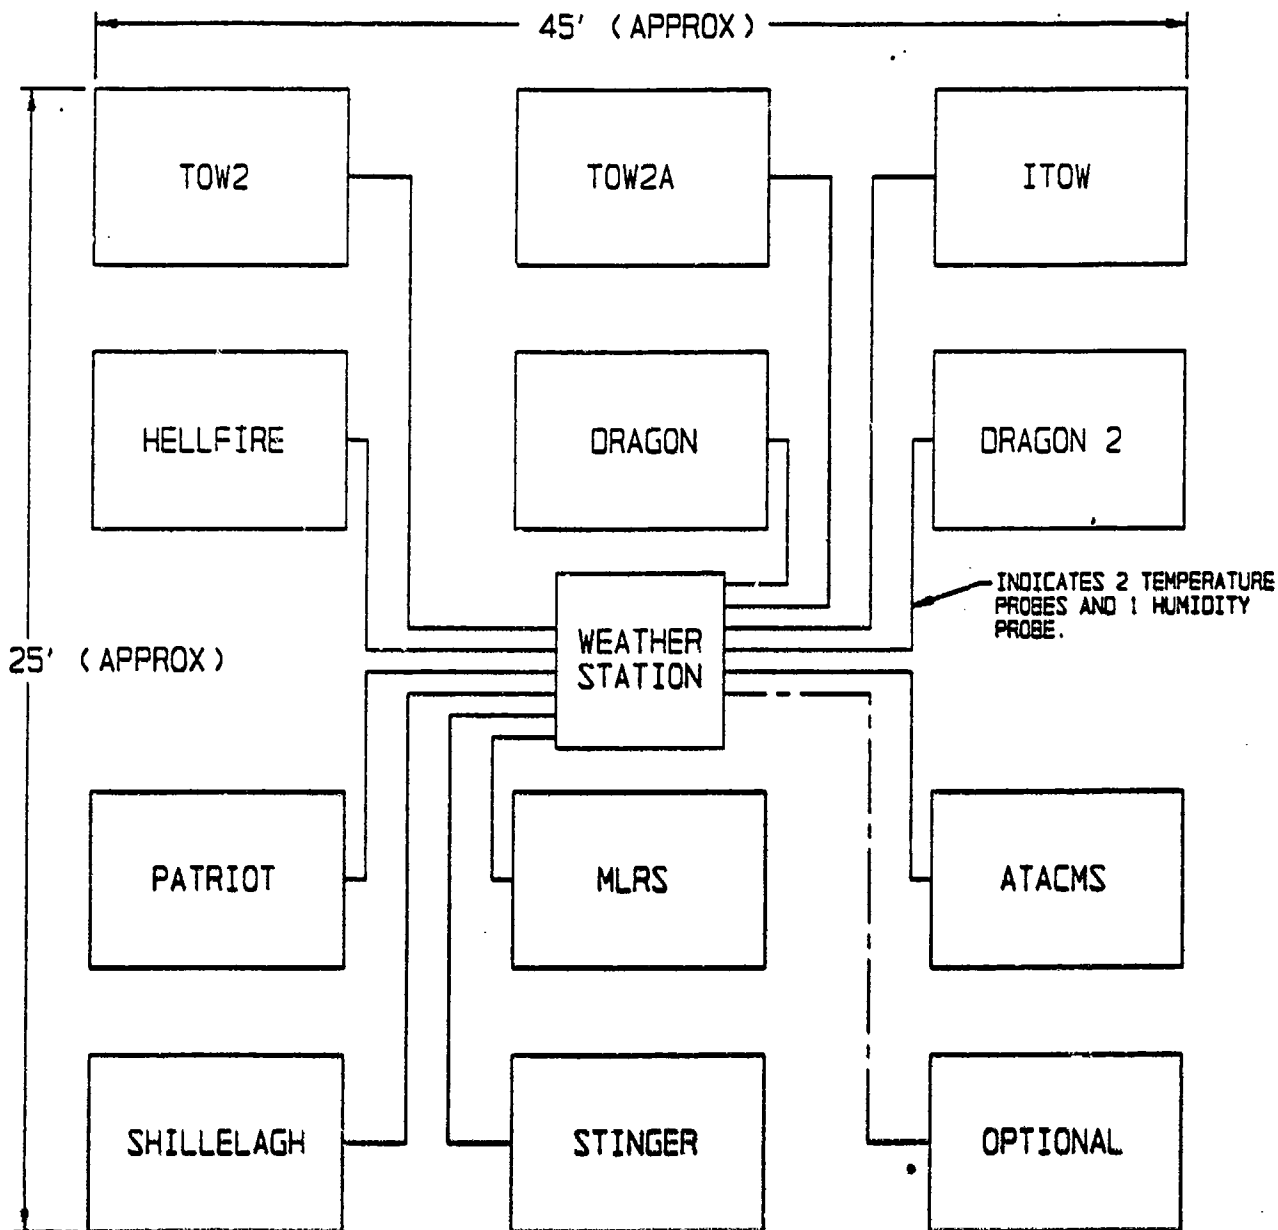 45' (APPROX)
TOW2
TOW2A
ITOW
HELLFIRE
DRAGON
DRAGON 2
INDICATES 2 TEMPERATURE
PROBES AND 1 HUMIDITY
PROBE.
WEATHER
STATION
25' (APPROX)
PATRIOT
MLRS
ATACMS
SHILLELAGH
STINGER
OPTIONAL